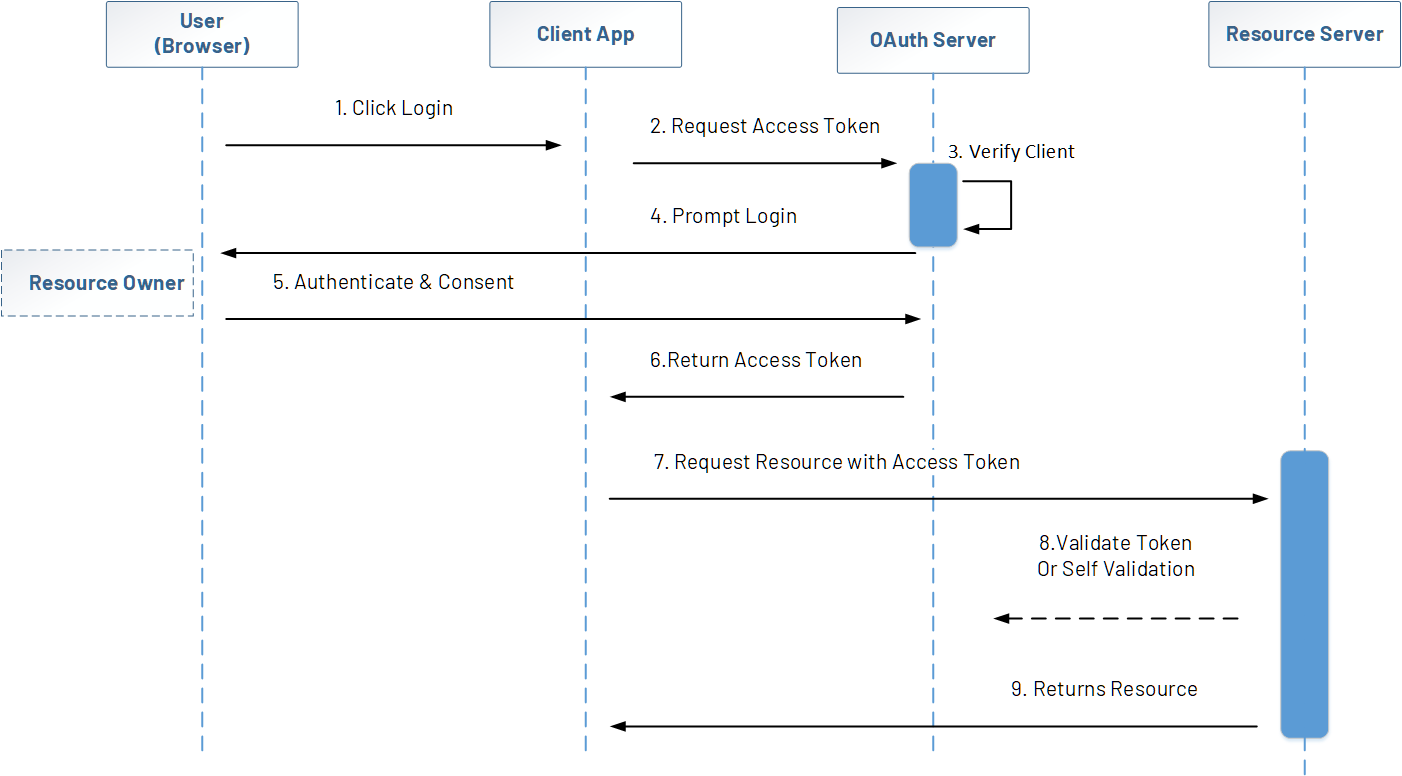 User
(Browser)
Client App
OAuth Server
Resource Server
1. Click Login
2. Request Access Token
3. Verify Client
4. Prompt Login
Resource Owner
5. Authenticate & Consent
6.Return Access Token
7. Request Resource with Access Token
8.Validate Token
Or Self Validation
9. Returns Resource